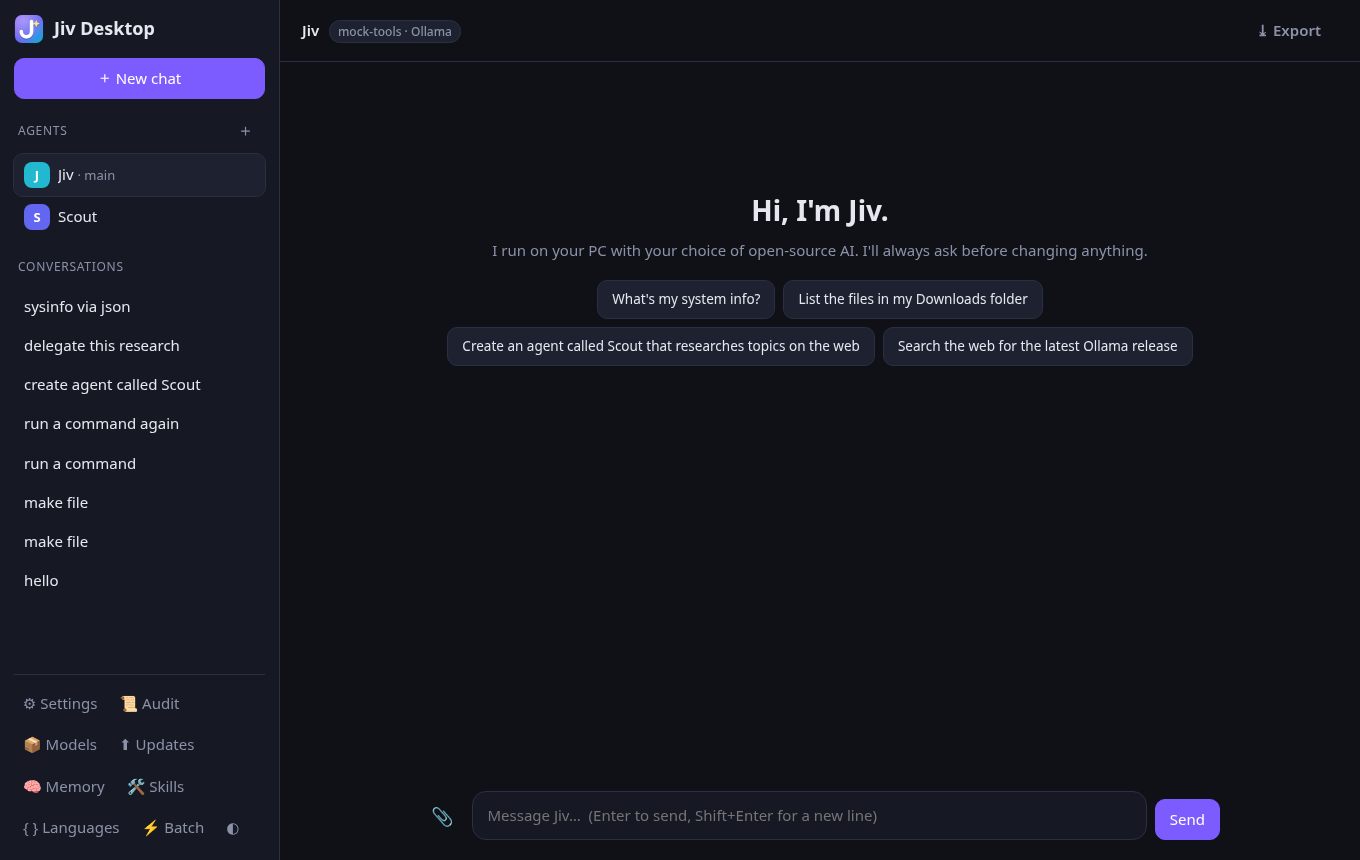 Jiv Desktop
+ New chat
AGENTS +
J Jiv · main
S Scout
CONVERSATIONS
sysinfo via json
delegate this research
create agent called Scout
run a command again
run a command
make file
make file
hello
⚙ Settings 📜 Audit
📦 Models ⬆ Updates
🧠 Memory 🛠️ Skills
{ } Languages ⚡ Batch ◐
Jiv mock-tools · Ollama ⤓ Export
Hi, I'm Jiv.
I run on your PC with your choice of open-source AI. I'll always ask before changing anything.
What's my system info? List the files in my Downloads folder
Create an agent called Scout that researches topics on the web Search the web for the latest Ollama release
📎 Message Jiv... (Enter to send, Shift+Enter for a new line) Send